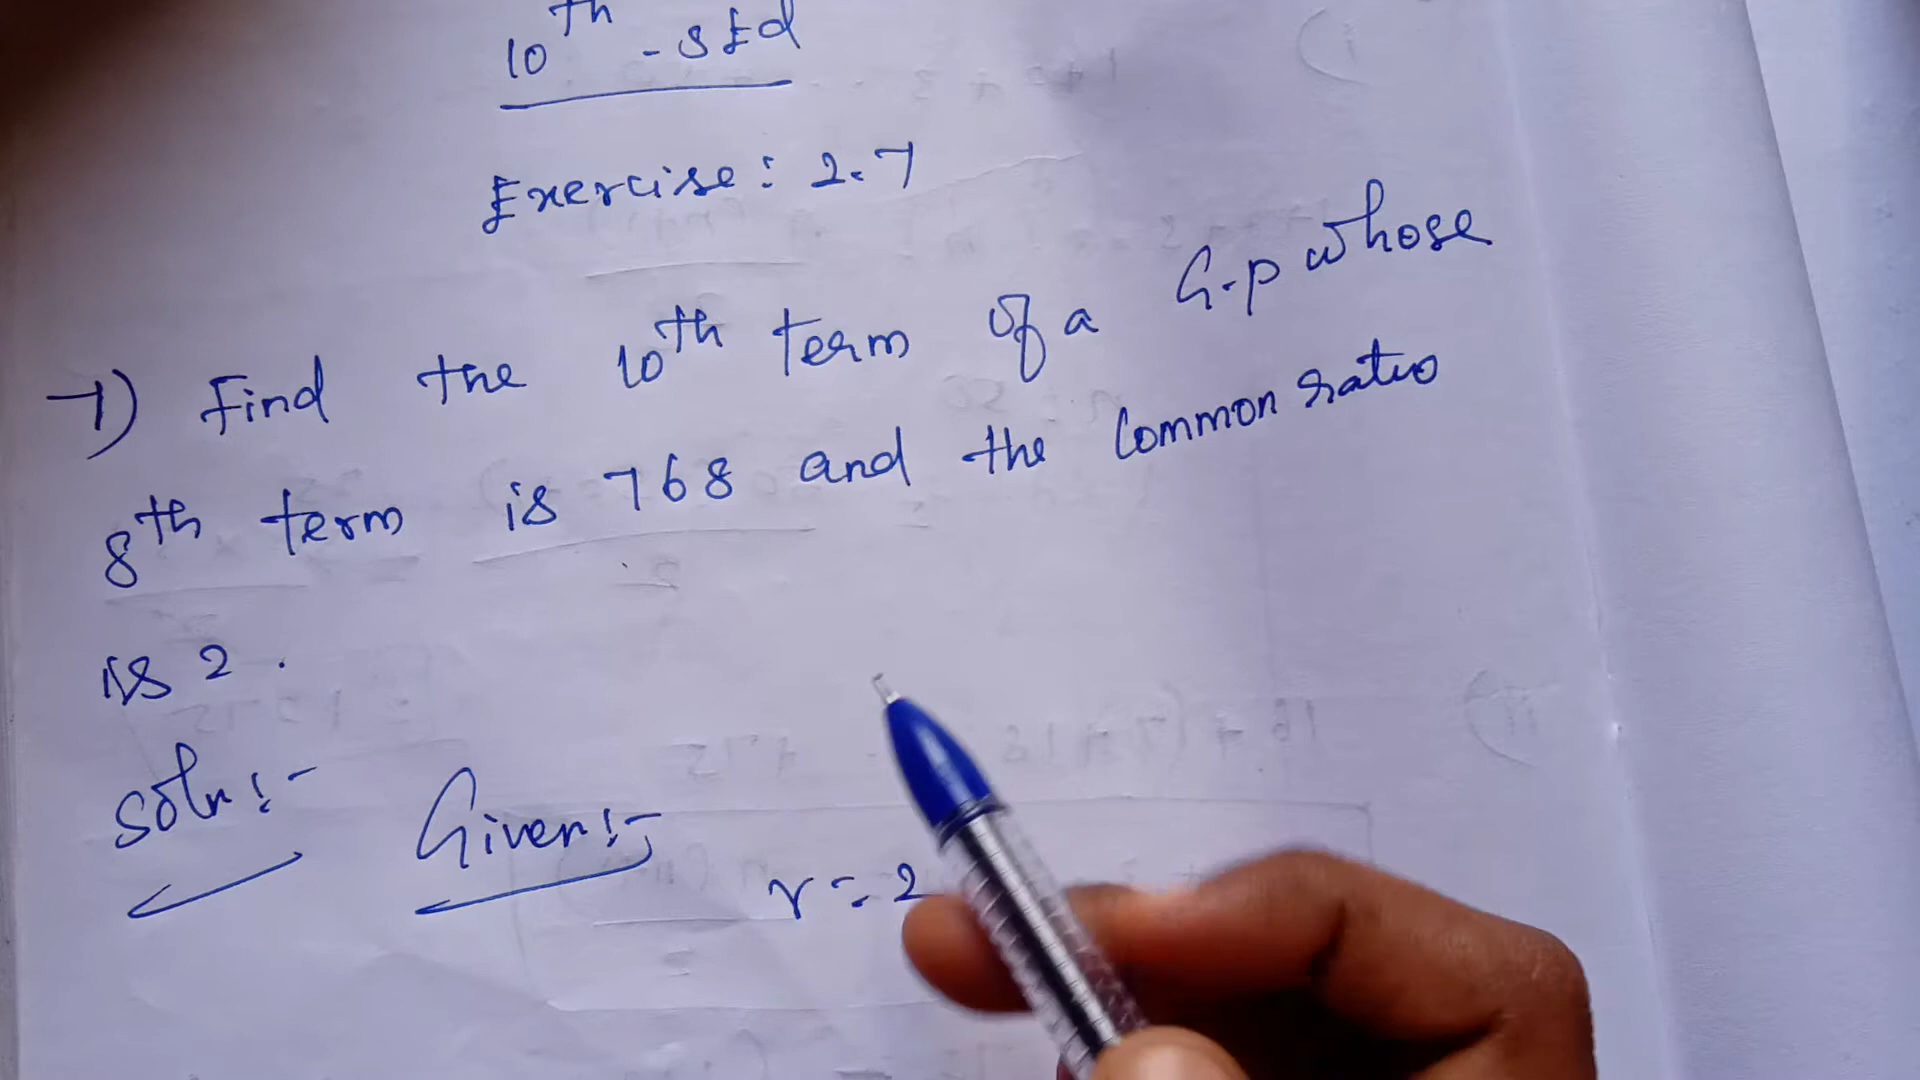 10th - std
Exercise: 2.7
7) Find the 10th term of a G.P whose
8th term is 768 and the common ratio
is 2.
Soln:-
Given:-
r = 2